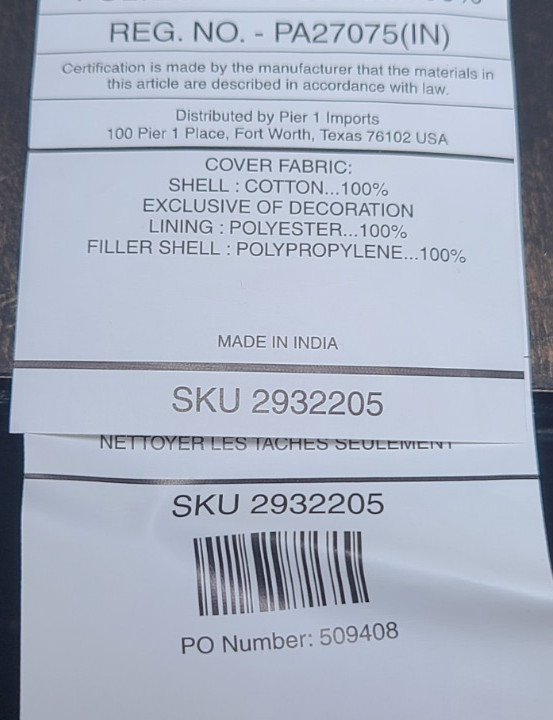 REG. NO. - PA27075(IN)
Certification is made by the manufacturer that the materials in
this article are described in accordance with law.
Distributed by Pier 1 Imports
100 Pier 1 Place, Fort Worth, Texas 76102 USA
COVER FABRIC:
SHELL : COTTON...100%
EXCLUSIVE OF DECORATION
LINING : POLYESTER...100%
FILLER SHELL : POLYPROPYLENE...100%
MADE IN INDIA
SKU 2932205
NETTOYER LES TACHES SEULEMENT
SKU 2932205
PO Number: 509408